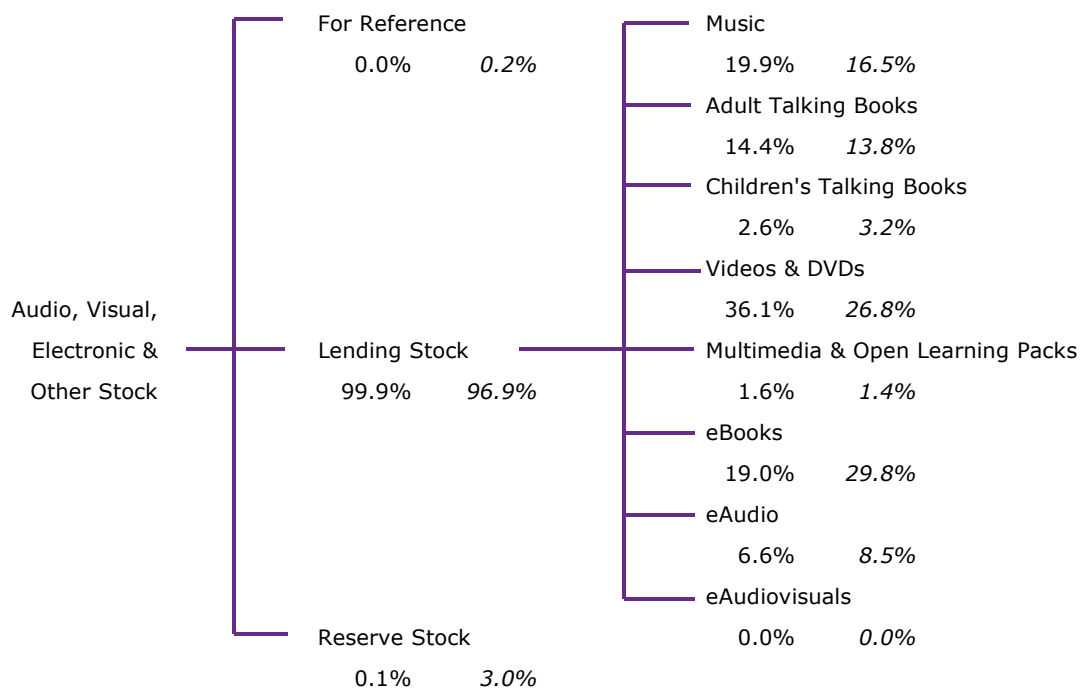 For Reference
0.0% 0.2%
Audio, Visual,
Electronic &
Other Stock
Lending Stock
99.9% 96.9%
Reserve Stock
0.1% 3.0%
Music
19.9% 16.5%
Adult Talking Books
14.4% 13.8%
Children's Talking Books
2.6% 3.2%
Videos & DVDs
36.1% 26.8%
Multimedia & Open Learning Packs
1.6% 1.4%
eBooks
19.0% 29.8%
eAudio
6.6% 8.5%
eAudiovisuals
0.0% 0.0%